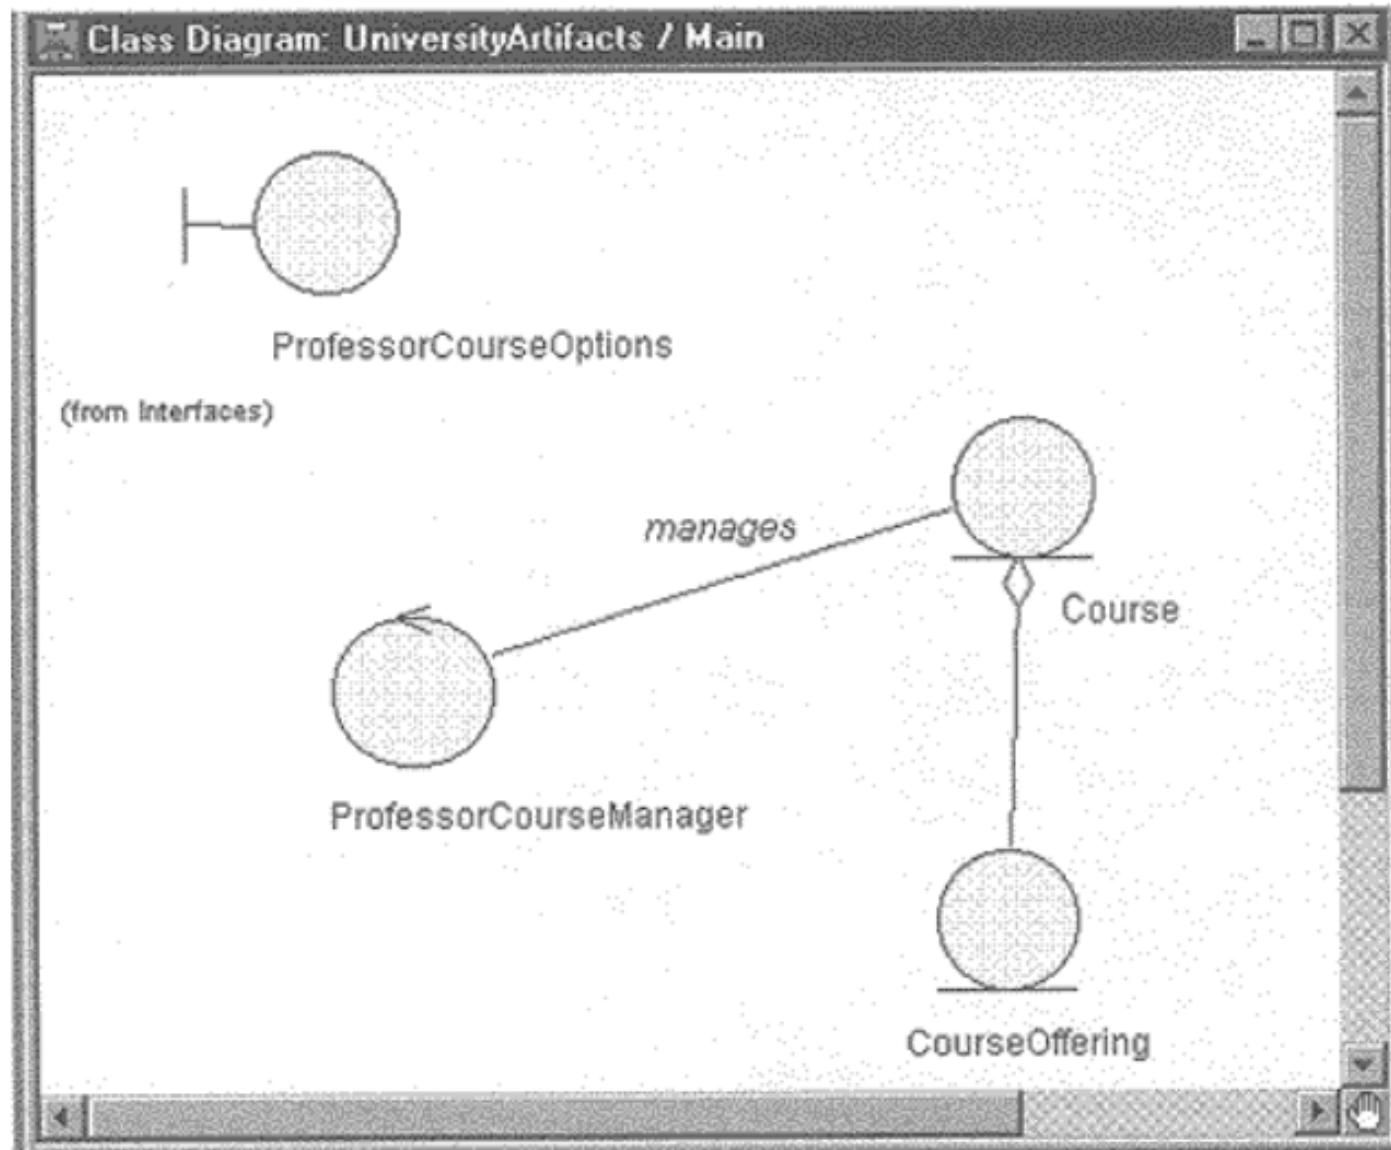 Class Diagram: UniversityArtifacts / Main
ProfessorCourseOptions
(from Interfaces)
manages
Course
ProfessorCourseManager
CourseOffering